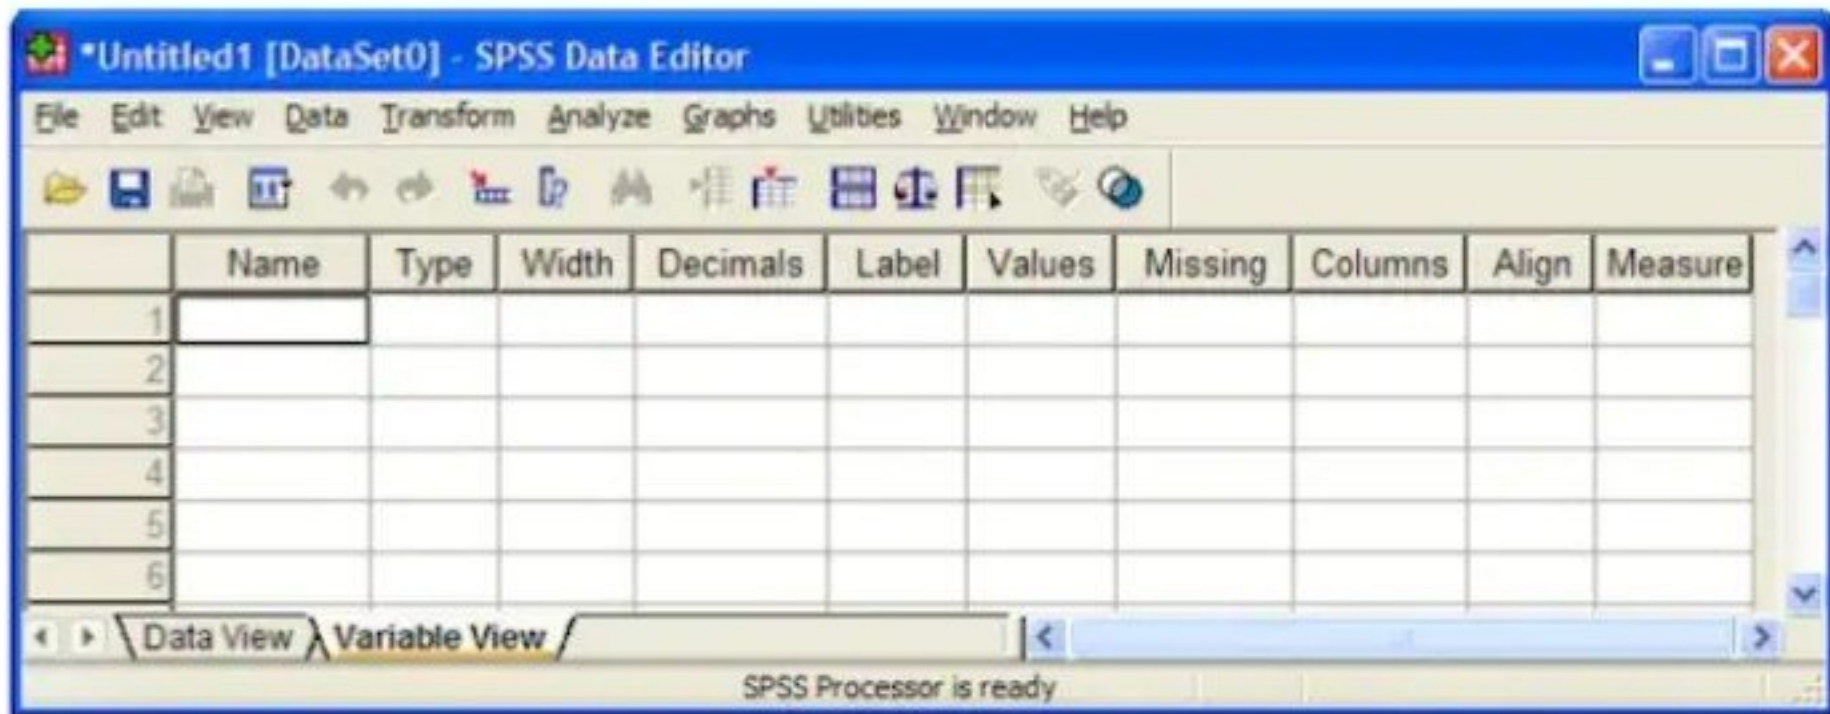 *Untitled1 [DataSet0] - SPSS Data Editor
File Edit View Data Transform Analyze Graphs Utilities Window Help
Name Type Width Decimals Label Values Missing Columns Align Measure
1
2
3
4
5
6
Data View Variable View
SPSS Processor is ready